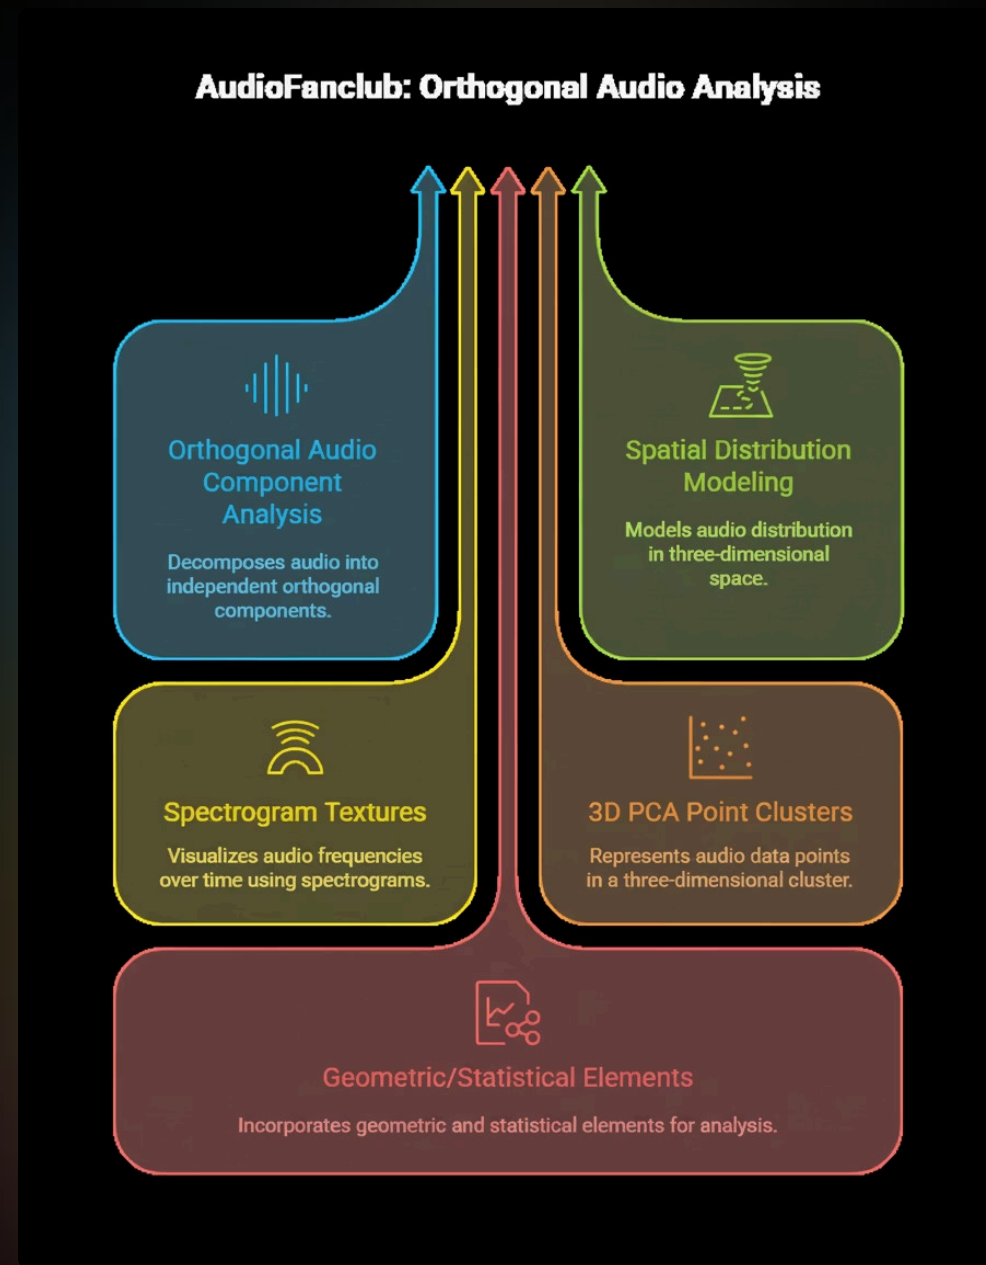 AudioFanclub: Orthogonal Audio Analysis
Orthogonal Audio
Component
Analysis
Decomposes audio into
independent orthogonal
components.
Spatial Distribution
Modeling
Models audio distribution
in three-dimensional
space.
Spectrogram Textures
Visualizes audio frequencies
over time using spectrograms.
3D PCA Point Clusters
Represents audio data points
in a three-dimensional cluster.
Geometric/Statistical Elements
Incorporates geometric and statistical elements for analysis.